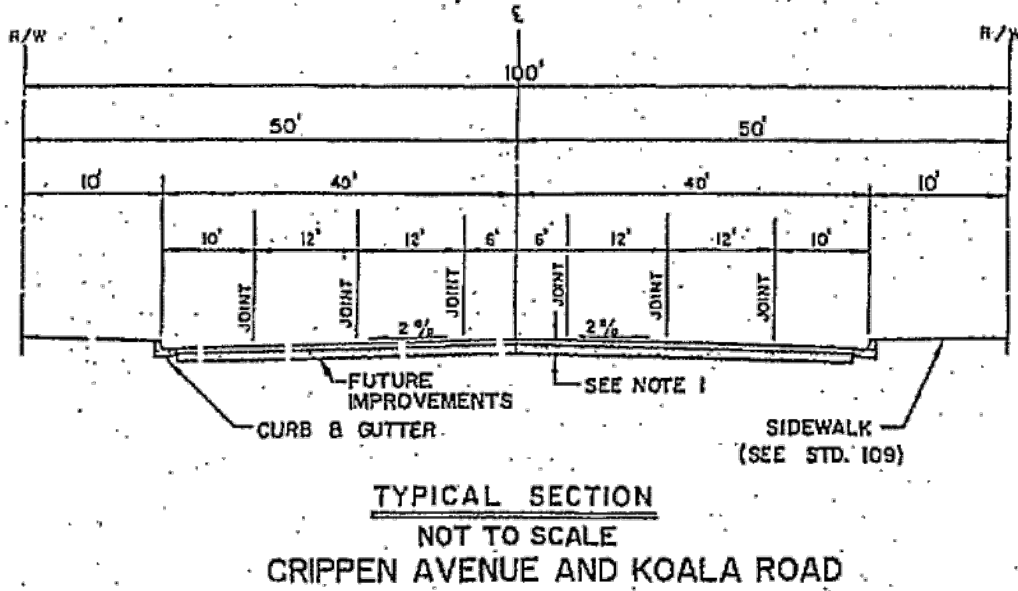 ℄
R/W R/W
100'
50' 50'
10' 40' 40' 10'
10' 12' 12' 6' 6' 12' 12' 10'
JOINT JOINT JOINT JOINT JOINT JOINT
2 % 2 %
FUTURE
IMPROVEMENTS
SEE NOTE 1
CURB & GUTTER
SIDEWALK
(SEE STD. 109)
TYPICAL SECTION
NOT TO SCALE
CRIPPEN AVENUE AND KOALA ROAD